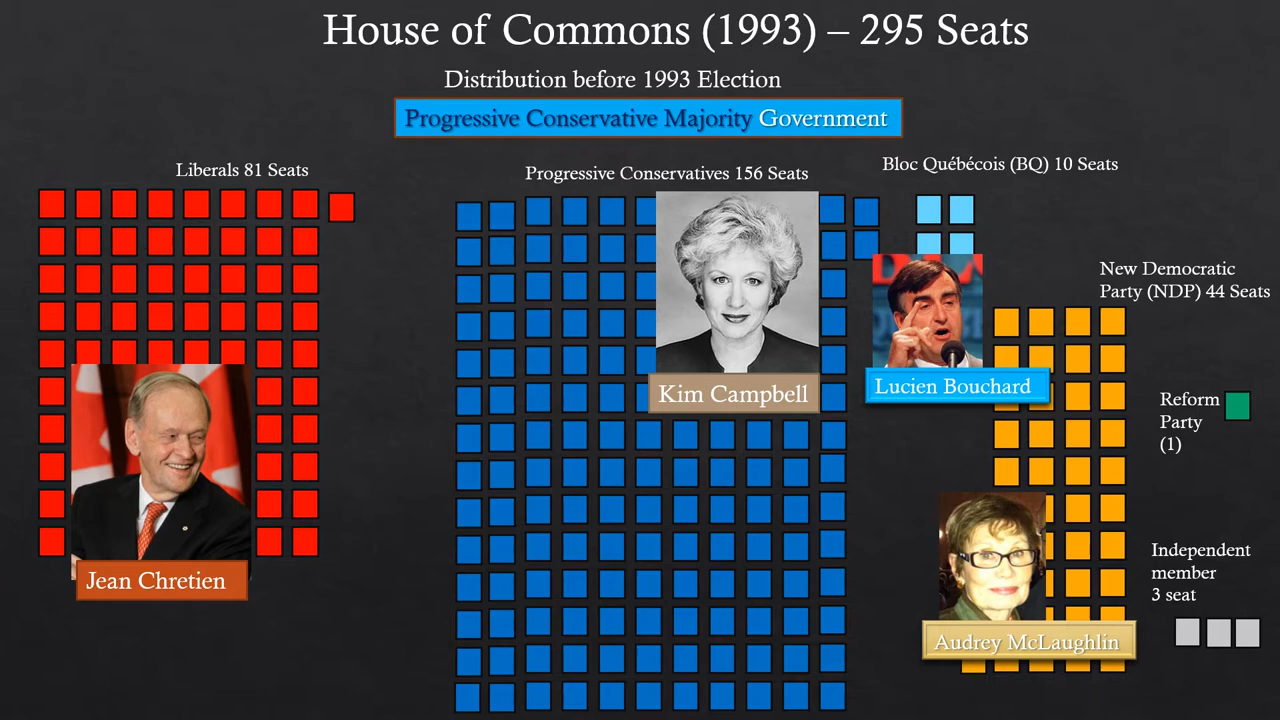 House of Commons (1993) – 295 Seats
Distribution before 1993 Election
Progressive Conservative Majority Government
Liberals 81 Seats
Progressive Conservatives 156 Seats
Bloc Québécois (BQ) 10 Seats
New Democratic
Party (NDP) 44 Seats
Kim Campbell
Lucien Bouchard
Reform
Party
(1)
Jean Chretien
Independent
member
3 seat
Audrey McLaughlin